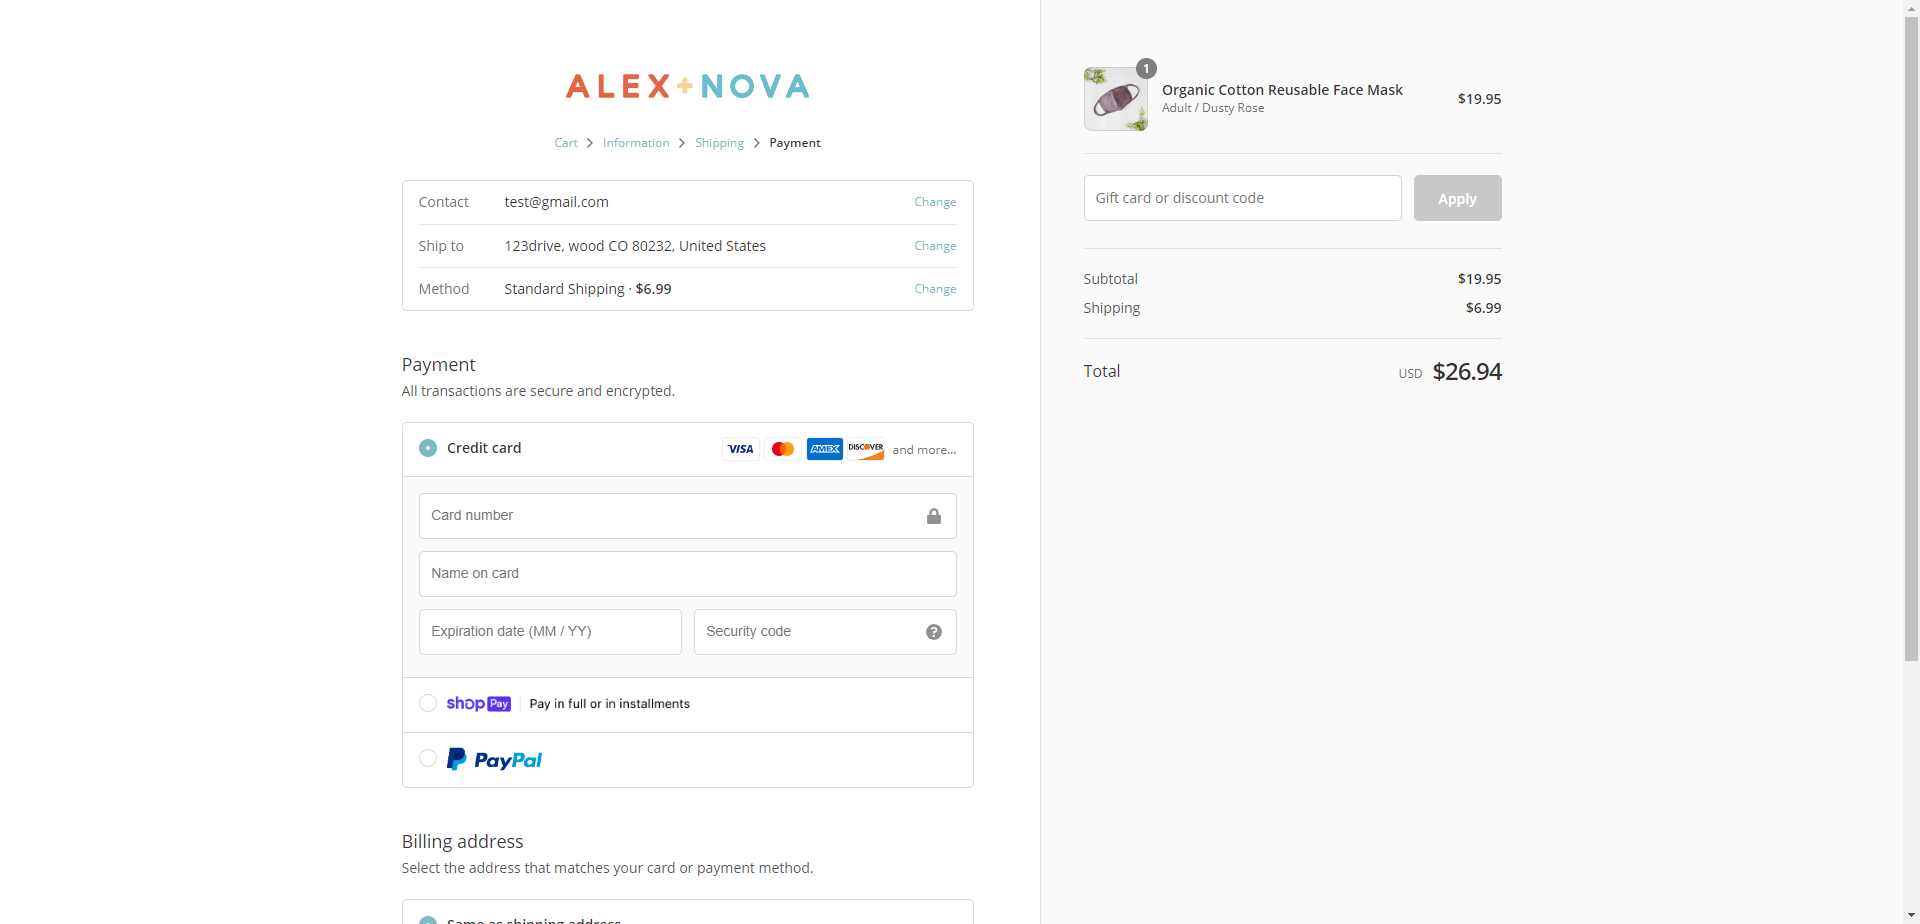 ALEX+NOVA
Cart > Information > Shipping > Payment
Contact test@gmail.com Change
Ship to 123drive, wood CO 80232, United States Change
Method Standard Shipping · $6.99 Change
Payment
All transactions are secure and encrypted.
Credit card VISA AMEX DISCOVER and more...
Card number
Name on card
Expiration date (MM / YY) Security code
shop Pay Pay in full or in installments
PayPal
Billing address
Select the address that matches your card or payment method.
Same as shipping address
1
Organic Cotton Reusable Face Mask $19.95
Adult / Dusty Rose
Gift card or discount code Apply
Subtotal $19.95
Shipping $6.99
Total USD $26.94